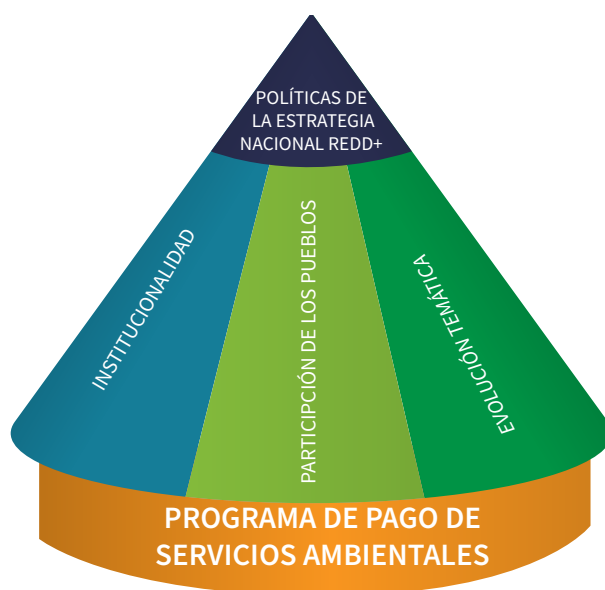 POLÍTICAS DE
LA ESTRATEGIA
NACIONAL REDD+
INSTITUCIONALIDAD
PARTICIPCIÓN DE LOS PUEBLOS
EVOLUCIÓN TEMÁTICA
PROGRAMA DE PAGO DE
SERVICIOS AMBIENTALES